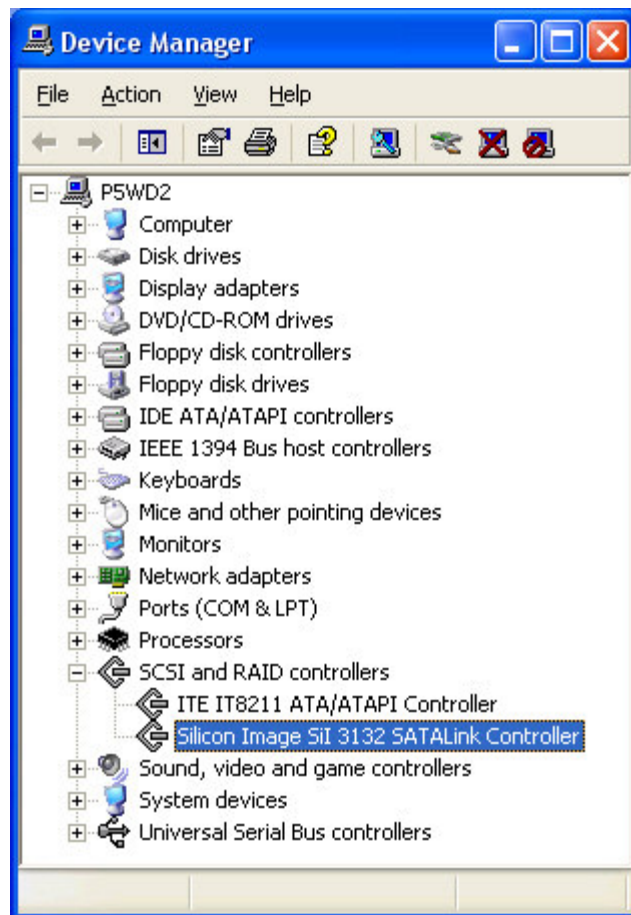 Device Manager
File Action View Help
P5WD2
Computer
Disk drives
Display adapters
DVD/CD-ROM drives
Floppy disk controllers
Floppy disk drives
IDE ATA/ATAPI controllers
IEEE 1394 Bus host controllers
Keyboards
Mice and other pointing devices
Monitors
Network adapters
Ports (COM & LPT)
Processors
SCSI and RAID controllers
ITE IT8211 ATA/ATAPI Controller
Silicon Image SiI 3132 SATALink Controller
Sound, video and game controllers
System devices
Universal Serial Bus controllers